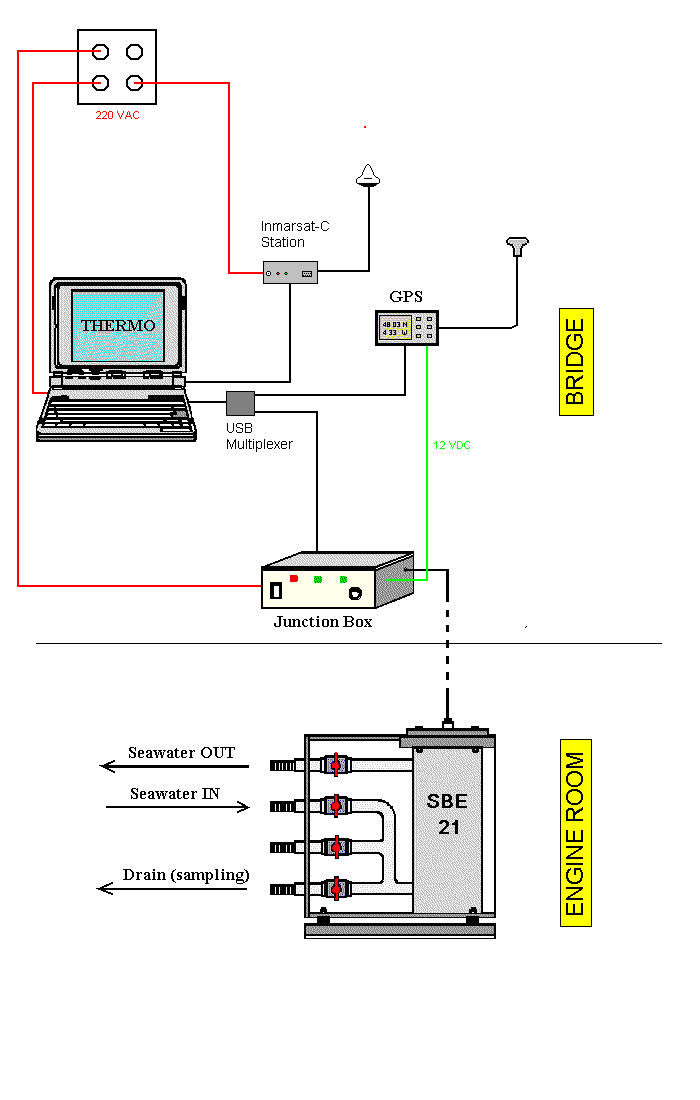 220 VAC
Inmarsat-C
Station
GPS
48 03 N
4 33 W
THERMO
BRIDGE
USB
Multiplexer
12 VDC
Junction Box
Seawater OUT
Seawater IN
SBE
21
ENGINE ROOM
Drain (sampling)